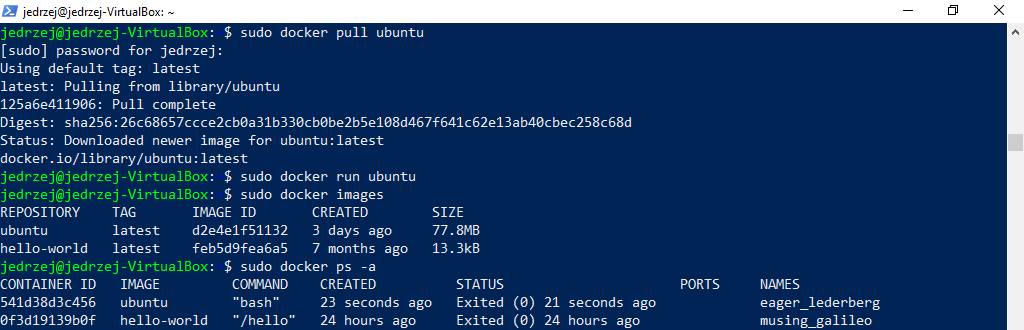 jedrzej@jedrzej-VirtualBox: ~
jedrzej@jedrzej-VirtualBox:~$ sudo docker pull ubuntu
[sudo] password for jedrzej:
Using default tag: latest
latest: Pulling from library/ubuntu
125a6e411906: Pull complete
Digest: sha256:26c68657ccce2cb0a31b330cb0be2b5e108d467f641c62e13ab40cbec258c68d
Status: Downloaded newer image for ubuntu:latest
docker.io/library/ubuntu:latest
jedrzej@jedrzej-VirtualBox:~$ sudo docker run ubuntu
jedrzej@jedrzej-VirtualBox:~$ sudo docker images
REPOSITORY    TAG       IMAGE ID       CREATED        SIZE
ubuntu        latest    d2e4e1f51132   3 days ago     77.8MB
hello-world   latest    feb5d9fea6a5   7 months ago   13.3kB
jedrzej@jedrzej-VirtualBox:~$ sudo docker ps -a
CONTAINER ID   IMAGE         COMMAND    CREATED          STATUS                      PORTS     NAMES
541d38d3c456   ubuntu        "bash"     23 seconds ago   Exited (0) 21 seconds ago             eager_lederberg
0f3d19139b0f   hello-world   "/hello"   24 hours ago     Exited (0) 24 hours ago               musing_galileo